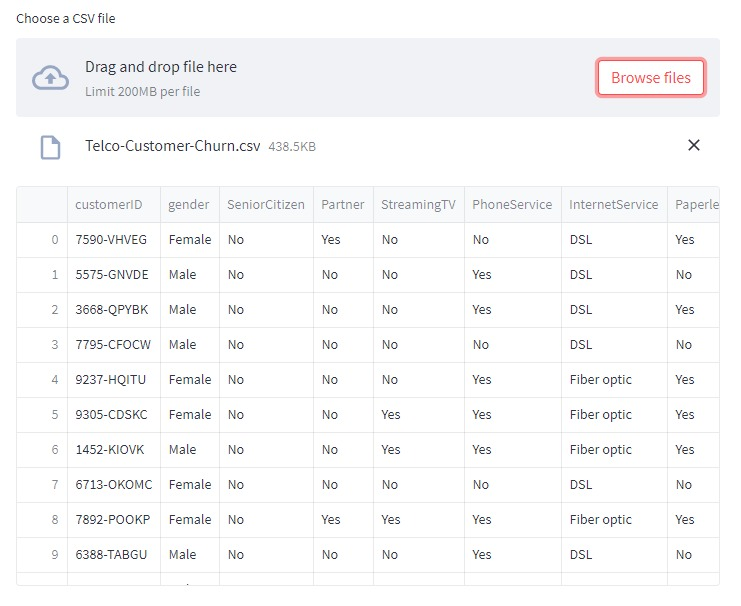 Choose a CSV file
Drag and drop file here
Limit 200MB per file
Browse files
Telco-Customer-Churn.csv 438.5KB
customerID gender SeniorCitizen Partner StreamingTV PhoneService InternetService Paperle
0 7590-VHVEG Female No Yes No No DSL Yes
1 5575-GNVDE Male No No No Yes DSL No
2 3668-QPYBK Male No No No Yes DSL Yes
3 7795-CFOCW Male No No No No DSL No
4 9237-HQITU Female No No No Yes Fiber optic Yes
5 9305-CDSKC Female No No Yes Yes Fiber optic Yes
6 1452-KIOVK Male No No Yes Yes Fiber optic Yes
7 6713-OKOMC Female No No No No DSL No
8 7892-POOKP Female No Yes Yes Yes Fiber optic Yes
9 6388-TABGU Male No No No Yes DSL No